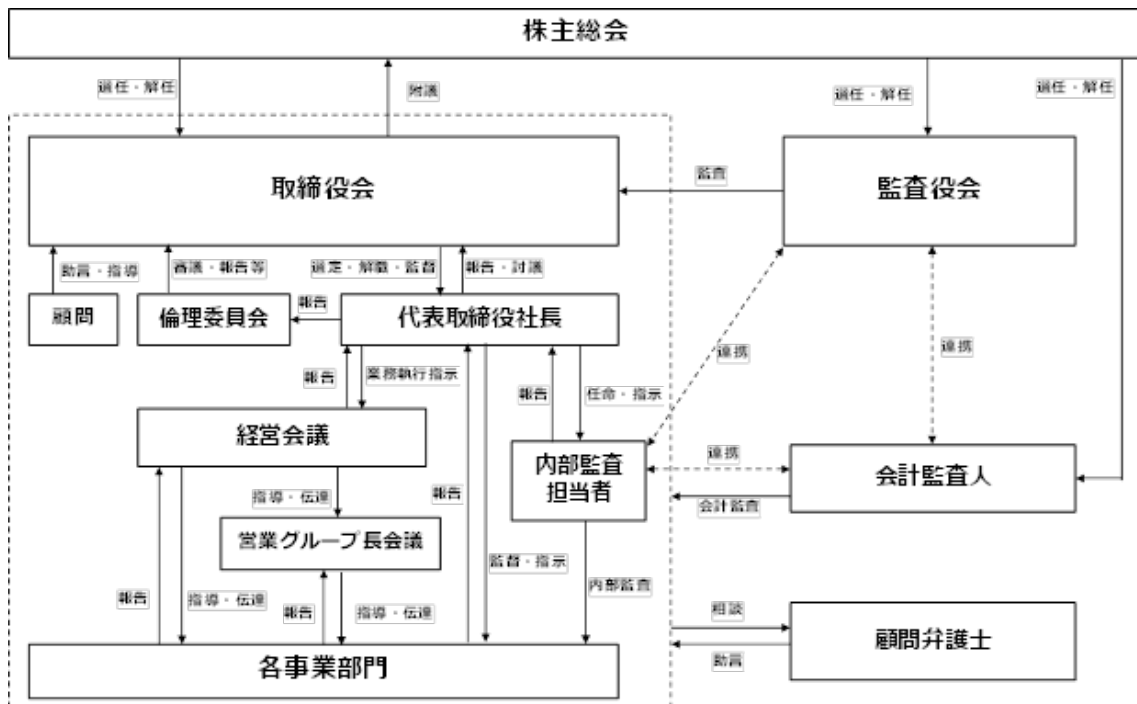 株主総会
選任・解任
附議
選任・解任
選任・解任
取締役会
監査
監査役会
助言・指導
審議・報告等
選定・解職・監督
報告・討議
顧問
倫理委員会
報告
代表取締役社長
連携
連携
報告
業務執行指示
報告
任命・指示
経営会議
内部監査
担当者
連携
会計監査人
指導・伝達
報告
会計監査
営業グループ長会議
監督・指示
内部監査
報告
指導・伝達
報告
指導・伝達
相談
助言
顧問弁護士
各事業部門